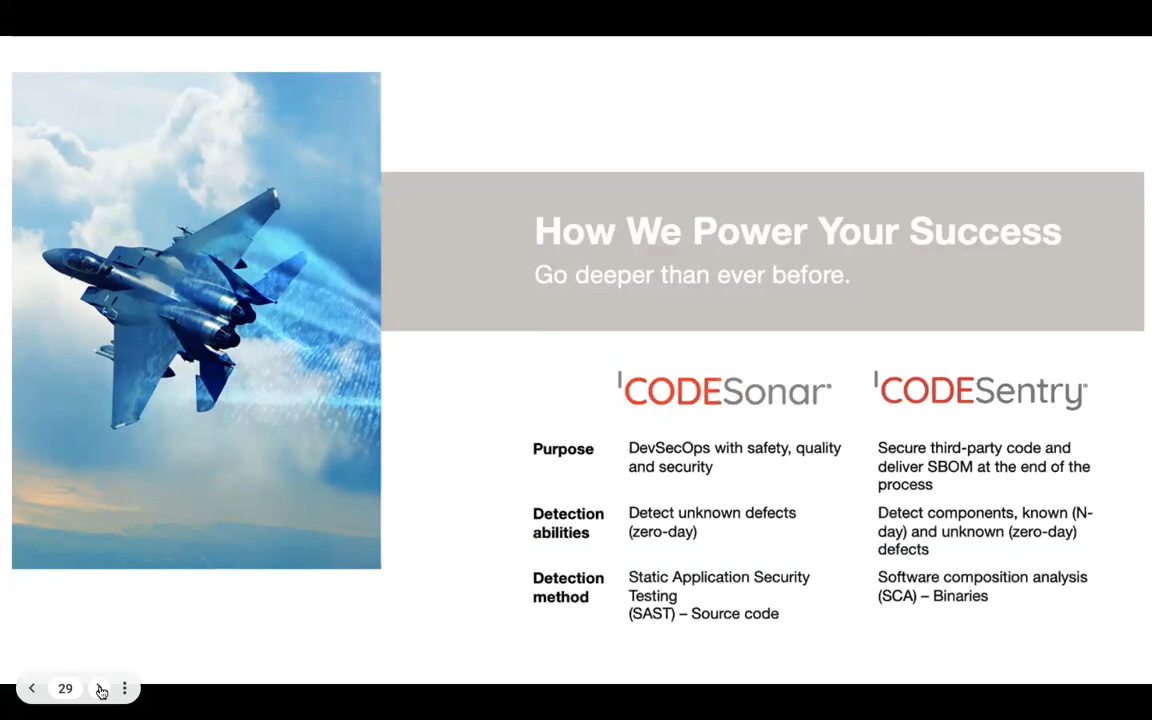 How We Power Your Success
Go deeper than ever before.
CODESonar®
CODESentry®
Purpose
DevSecOps with safety, quality
and security
Secure third-party code and
deliver SBOM at the end of the
process
Detection
abilities
Detect unknown defects
(zero-day)
Detect components, known (N-
day) and unknown (zero-day)
defects
Detection
method
Static Application Security
Testing
(SAST) – Source code
Software composition analysis
(SCA) – Binaries
29